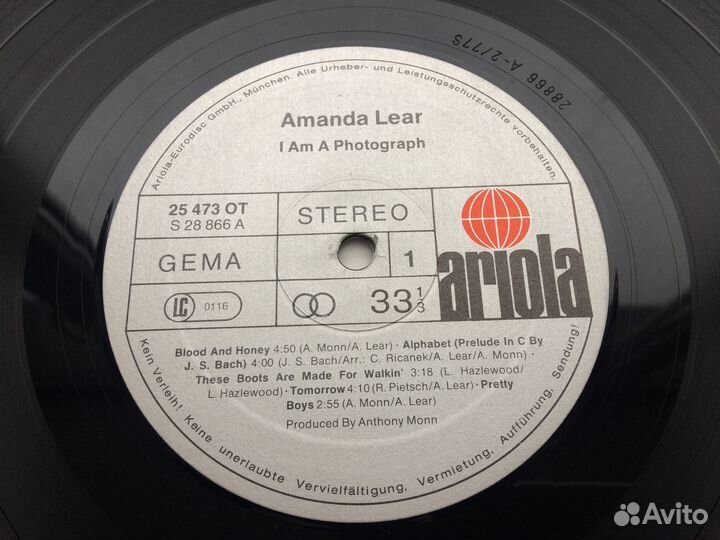 Ariola-Eurodisc GmbH., München. Alle Urheber- und Leistungsschutzrechte vorbehalten.
28866 A-2/77S
Amanda Lear
I Am A Photograph
25 473 OT
S 28 866 A
STEREO
GEMA
1
ariola
LC 0116
33 1/3
Blood And Honey 4:50 (A. Monn/A. Lear) · Alphabet (Prelude In C By
J. S. Bach) 4:00 (J. S. Bach/Arr.: C. Ricanek/A. Lear/A. Monn) ·
These Boots Are Made For Walkin' 3:18 (L. Hazlewood/
L. Hazlewood) · Tomorrow 4:10 (R. Pietsch/A. Lear) · Pretty
Boys 2:55 (A. Monn/A. Lear)
Produced By Anthony Monn
Kein Verleih! Keine unerlaubte Vervielfältigung, Vermietung, Aufführung, Sendung!
Avito